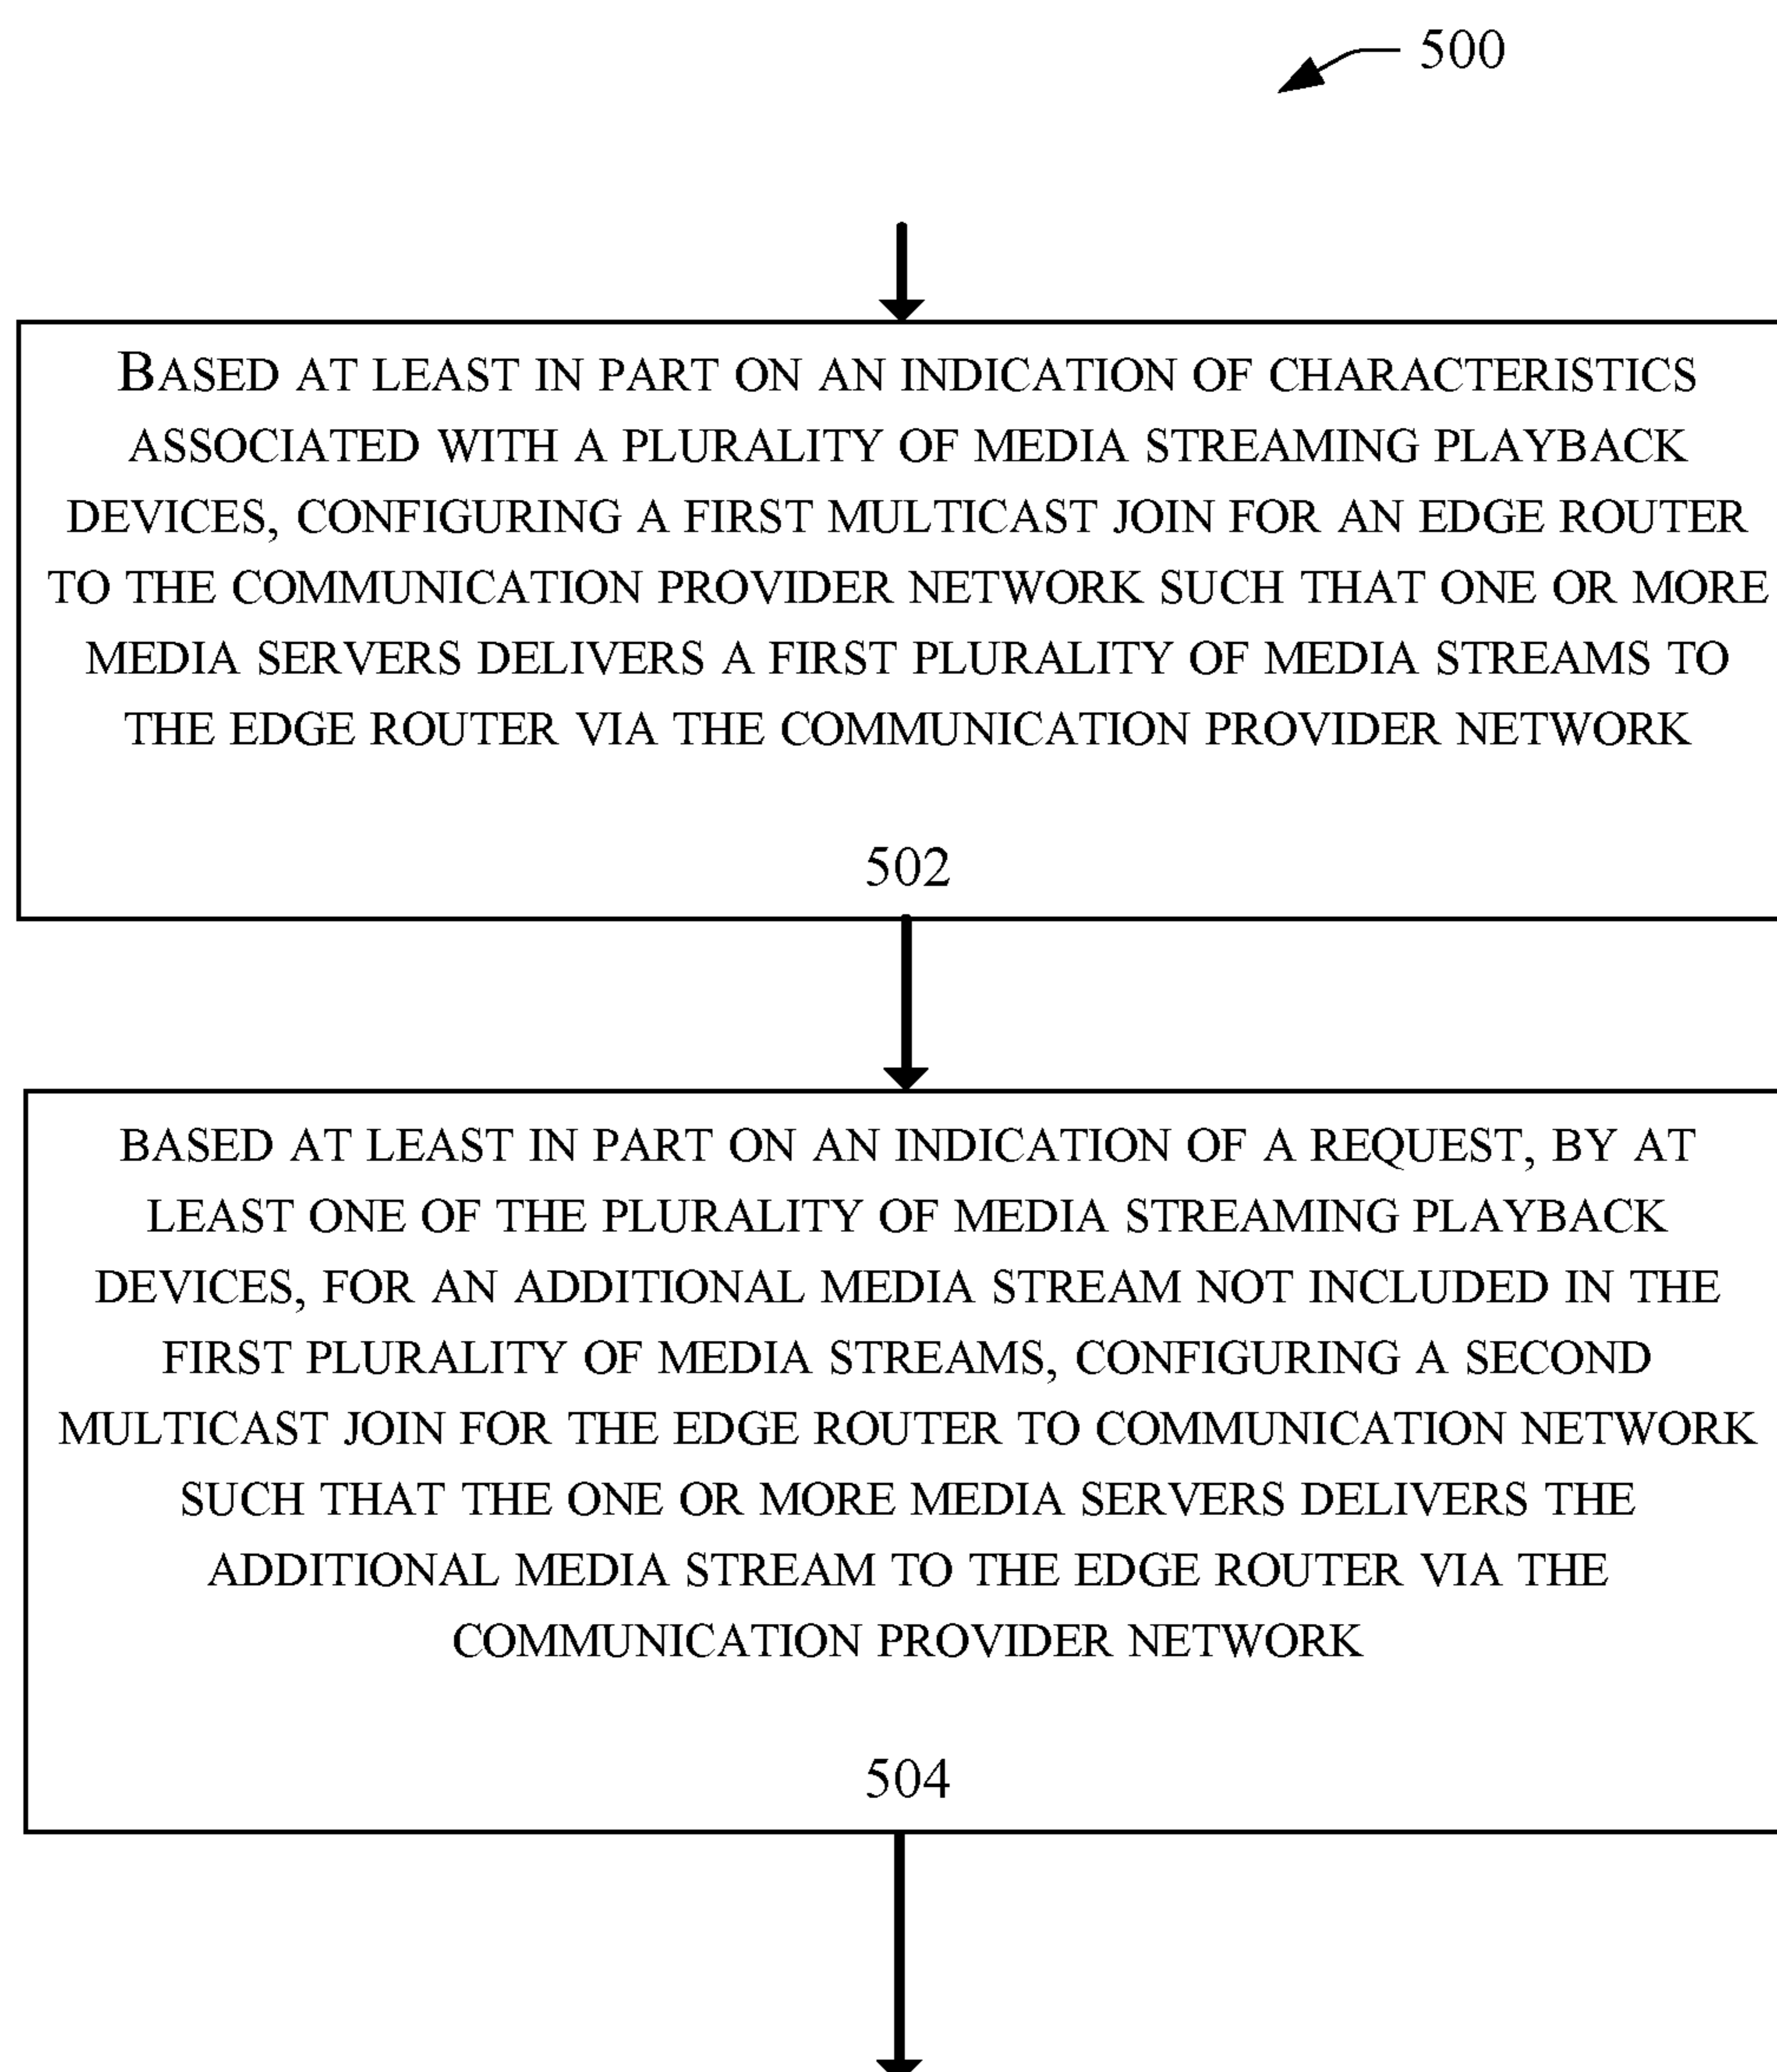 500
BASED AT LEAST IN PART ON AN INDICATION OF CHARACTERISTICS
ASSOCIATED WITH A PLURALITY OF MEDIA STREAMING PLAYBACK
DEVICES, CONFIGURING A FIRST MULTICAST JOIN FOR AN EDGE ROUTER
TO THE COMMUNICATION PROVIDER NETWORK SUCH THAT ONE OR MORE
MEDIA SERVERS DELIVERS A FIRST PLURALITY OF MEDIA STREAMS TO
THE EDGE ROUTER VIA THE COMMUNICATION PROVIDER NETWORK
502
BASED AT LEAST IN PART ON AN INDICATION OF A REQUEST, BY AT
LEAST ONE OF THE PLURALITY OF MEDIA STREAMING PLAYBACK
DEVICES, FOR AN ADDITIONAL MEDIA STREAM NOT INCLUDED IN THE
FIRST PLURALITY OF MEDIA STREAMS, CONFIGURING A SECOND
MULTICAST JOIN FOR THE EDGE ROUTER TO COMMUNICATION NETWORK
SUCH THAT THE ONE OR MORE MEDIA SERVERS DELIVERS THE
ADDITIONAL MEDIA STREAM TO THE EDGE ROUTER VIA THE
COMMUNICATION PROVIDER NETWORK
504